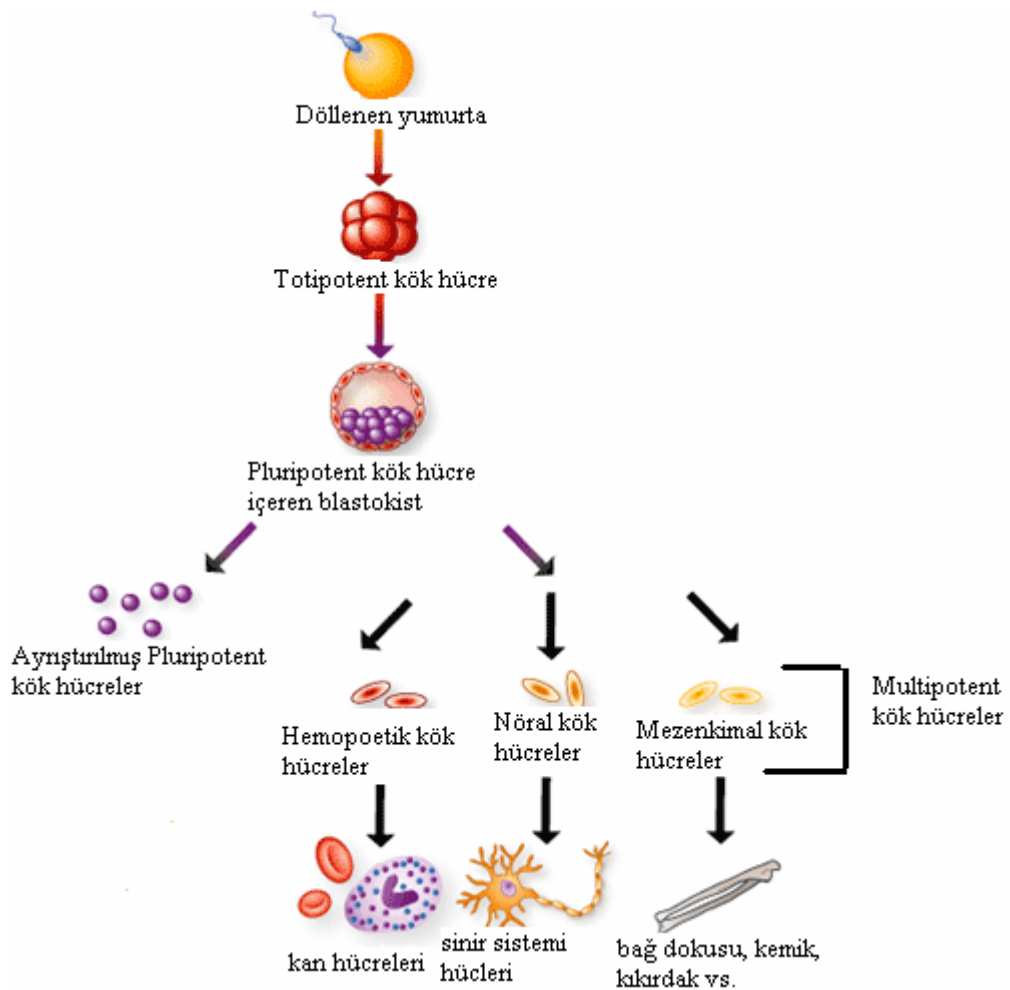 Döllenen yumurta
Totipotent kök hücre
Pluripotent kök hücre
içeren blastokist
Ayrıştırılmış Pluripotent
kök hücreler
Hemopoetik kök
hücreler
Nöral kök
hücreler
Mezenkimal kök
hücreler
Multipotent
kök hücreler
kan hücreleri
sinir sistemi
hücleri
bağ dokusu, kemik,
kıkırdak vs.